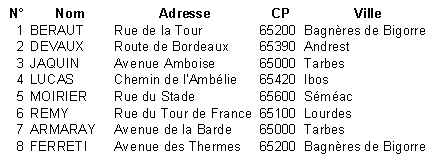 N° Nom Adresse CP Ville
1 BERAUT Rue de la Tour 65200 Bagnères de Bigorre
2 DEVAUX Route de Bordeaux 65390 Andrest
3 JAQUIN Avenue Amboise 65000 Tarbes
4 LUCAS Chemin de l'Ambélie 65420 Ibos
5 MOIRIER Rue du Stade 65600 Séméac
6 REMY Rue du Tour de France 65100 Lourdes
7 ARMARAY Avenue de la Barde 65000 Tarbes
8 FERRETI Avenue des Thermes 65200 Bagnères de Bigorre